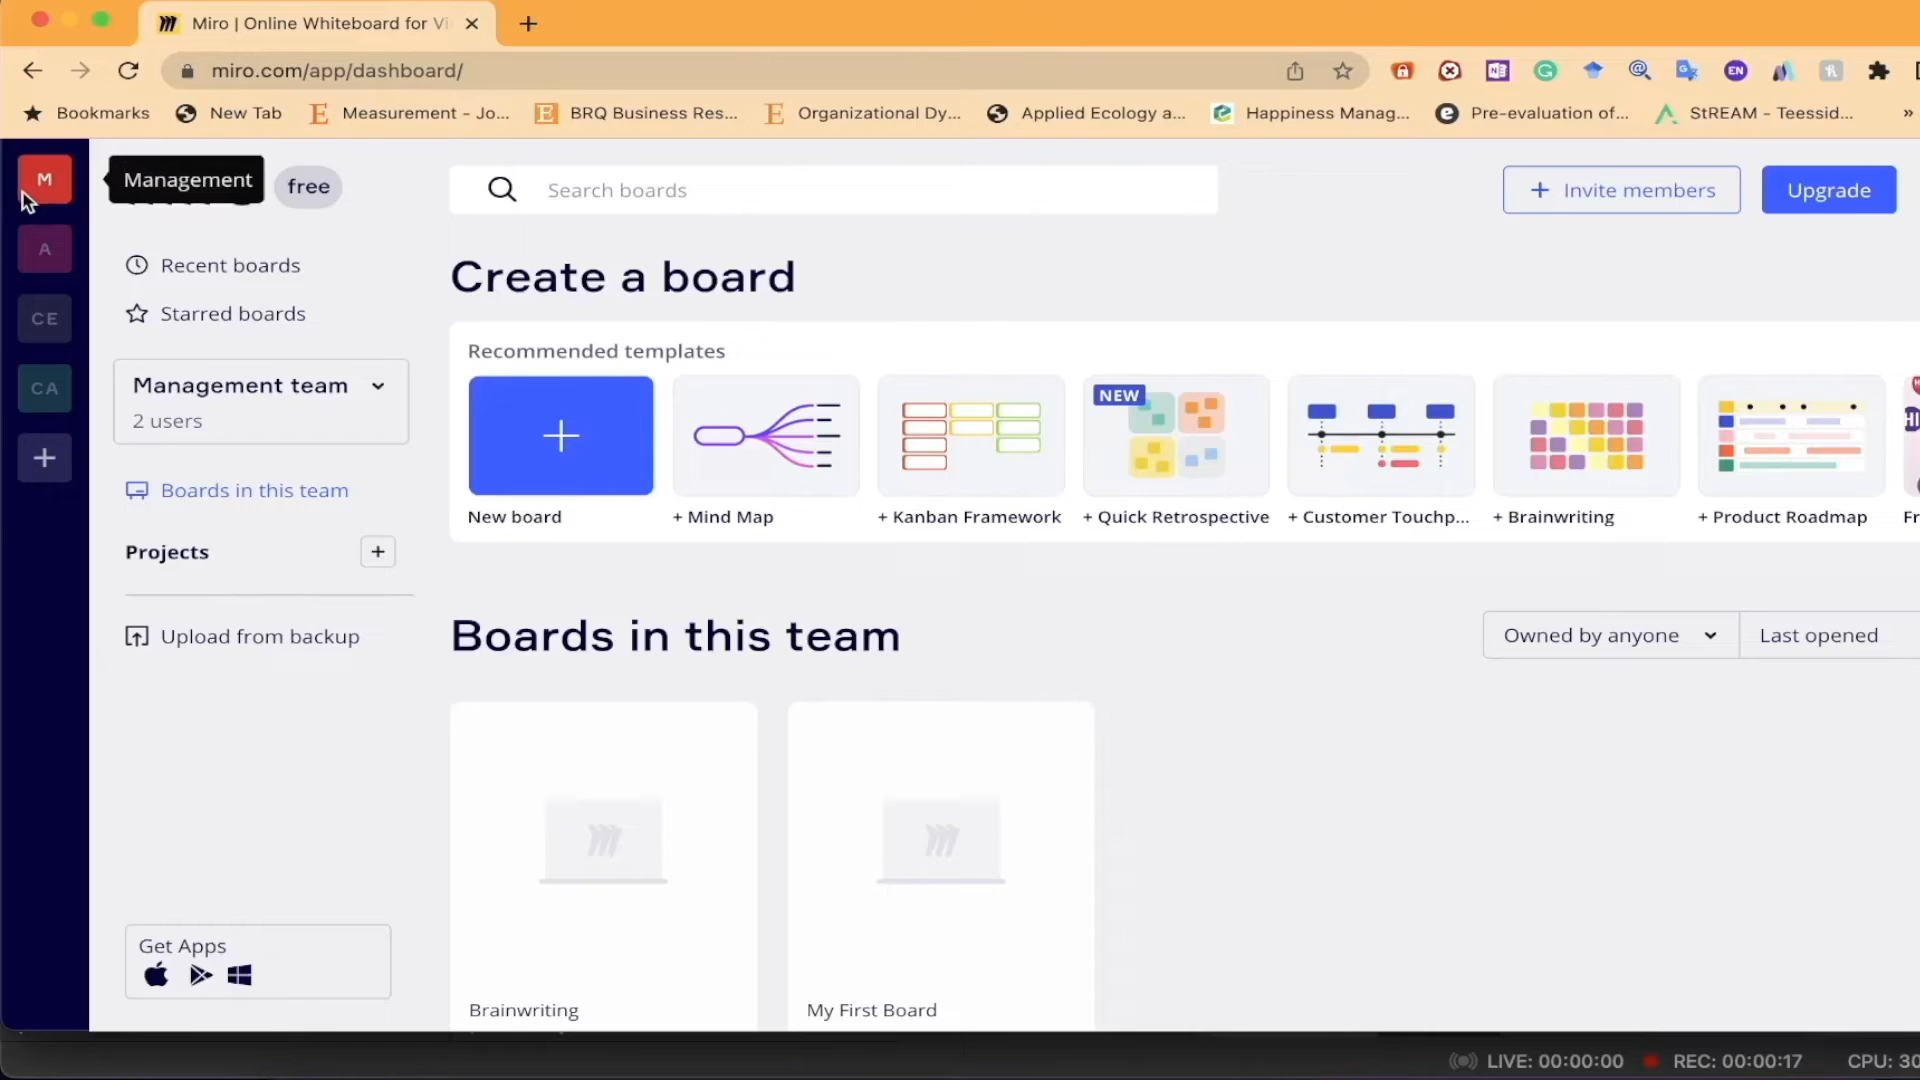 Miro | Online Whiteboard for Vi
miro.com/app/dashboard/
EN
Bookmarks
New Tab
Measurement - Jo...
BRQ Business Res...
Organizational Dy...
Applied Ecology a...
Happiness Manag...
Pre-evaluation of...
StREAM - Teessid...
»
M
Management
free
Search boards
+ Invite members
Upgrade
A
CE
CA
+
Recent boards
Starred boards
Management team
2 users
Boards in this team
Projects
+
Upload from backup
Get Apps
Create a board
Recommended templates
NEW
New board
+ Mind Map
+ Kanban Framework
+ Quick Retrospective
+ Customer Touchp...
+ Brainwriting
+ Product Roadmap
Fr
Boards in this team
Owned by anyone
Last opened
Brainwriting
My First Board
LIVE: 00:00:00
REC: 00:00:17
CPU: 30